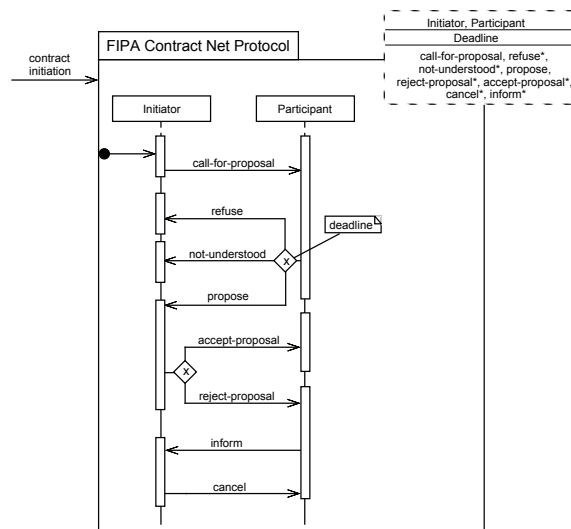 Initiator, Participant
Deadline
call-for-proposal, refuse*,
not-understood*, propose,
reject-proposal*, accept-proposal*,
cancel*, inform*
FIPA Contract Net Protocol
contract
initiation
Initiator
Participant
call-for-proposal
refuse
deadline
not-understood
x
propose
accept-proposal
x
reject-proposal
inform
cancel